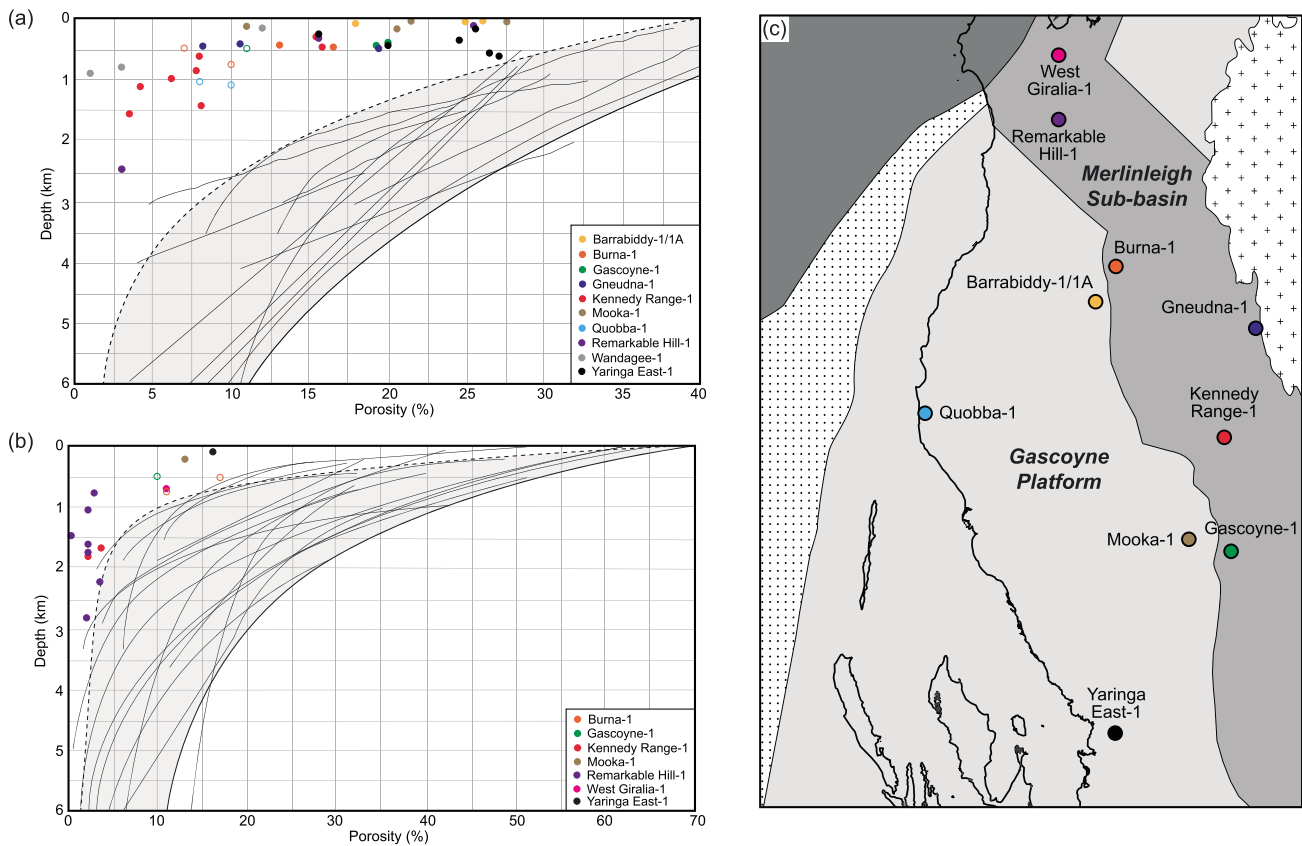 (a)
0
1
2
3
4
5
6
Depth (km)
Barrabiddy-1/1A
Burna-1
Gascoyne-1
Gneudna-1
Kennedy Range-1
Mooka-1
Quobba-1
Remarkable Hill-1
Wandagee-1
Yaringa East-1
0 5 10 15 20 25 30 35 40
Porosity (%)
(b)
0
1
2
3
4
5
6
Depth (km)
Burna-1
Gascoyne-1
Kennedy Range-1
Mooka-1
Remarkable Hill-1
West Giralia-1
Yaringa East-1
0 10 20 30 40 50 60 70
Porosity (%)
(c)
West
Giralia-1
Remarkable
Hill-1
Merlinleigh
Sub-basin
Burna-1
Barrabiddy-1/1A
Gneudna-1
Kennedy
Range-1
Quobba-1
Gascoyne
Platform
Gascoyne-1
Mooka-1
Yaringa
East-1